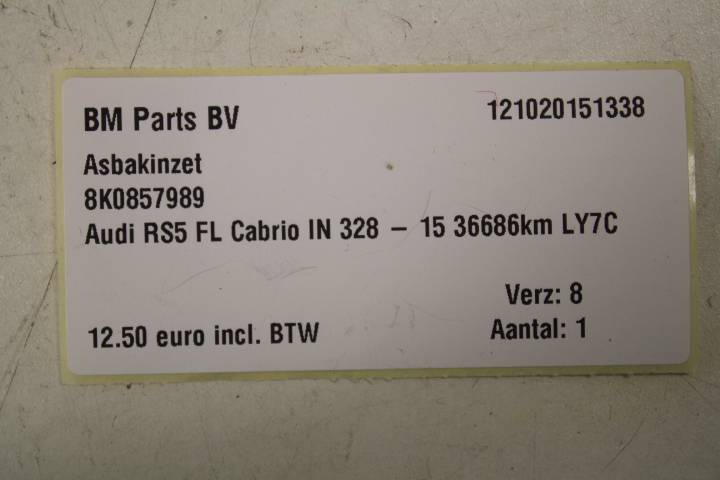 BM Parts BV 121020151338
Asbakinzet
8K0857989
Audi RS5 FL Cabrio IN 328 – 15 36686km LY7C
Verz: 8
12.50 euro incl. BTW Aantal: 1